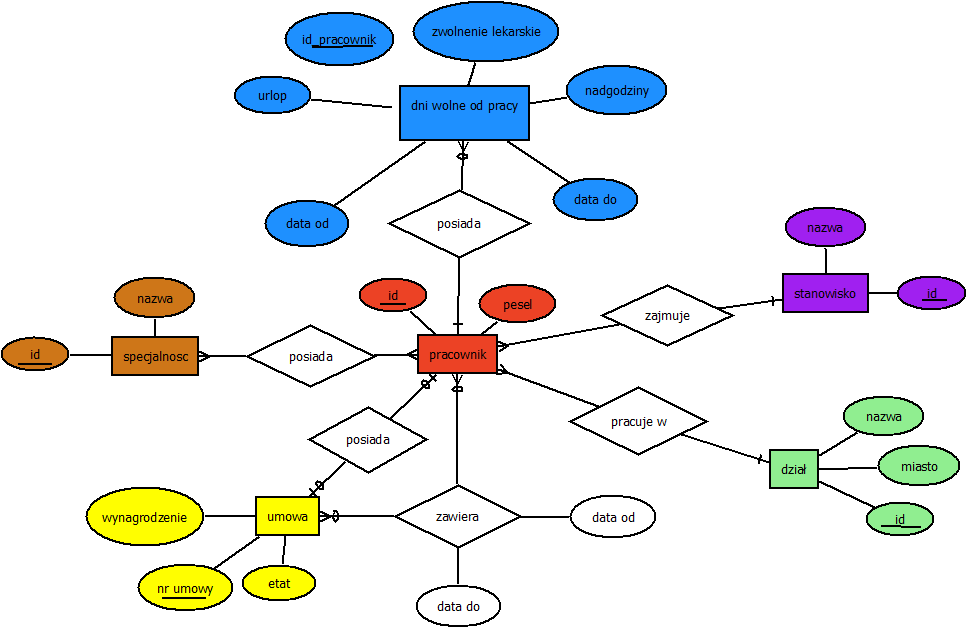 zwolnenie lekarskie
id_pracownik
urlop
nadgodziny
dni wolne od pracy
data od
data do
posiada
nazwa
stanowisko
id
id
pesel
zajmuje
nazwa
id
specjalnosc
posiada
pracownik
posiada
pracuje w
nazwa
dział
miasto
id
wynagrodzenie
umowa
zawiera
data od
nr umowy
etat
data do